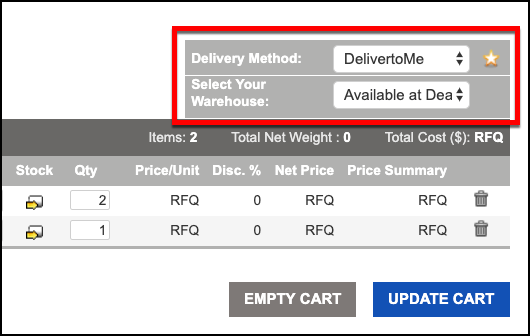 Delivery Method: DelivertoMe
Select Your
Warehouse: Available at Dea
Items: 2 Total Net Weight : 0 Total Cost ($): RFQ
Stock Qty Price/Unit Disc. % Net Price Price Summary
2 RFQ 0 RFQ RFQ
1 RFQ 0 RFQ RFQ
EMPTY CART UPDATE CART